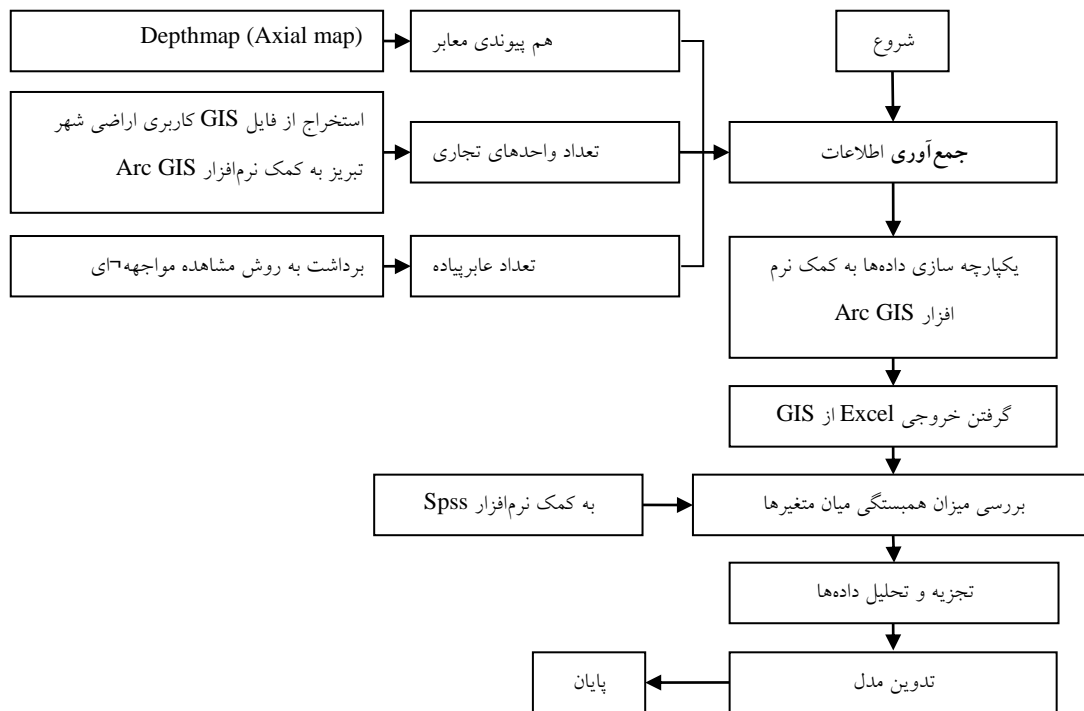 شروع
هم پیوندی معابر
Depthmap (Axial map)
جمع‌آوری اطلاعات
تعداد واحدهای تجاری
استخراج از فایل GIS کاربری اراضی شهر
تبریز به کمک نرم‌افزار Arc GIS
تعداد عابرپیاده
برداشت به روش مشاهده مواجهه¬ای
یکپارچه سازی داده‌ها به کمک نرم
افزار Arc GIS
گرفتن خروجی Excel از GIS
بررسی میزان همبستگی میان متغیرها
به کمک نرم‌افزار Spss
تجزیه و تحلیل داده‌ها
تدوین مدل
پایان